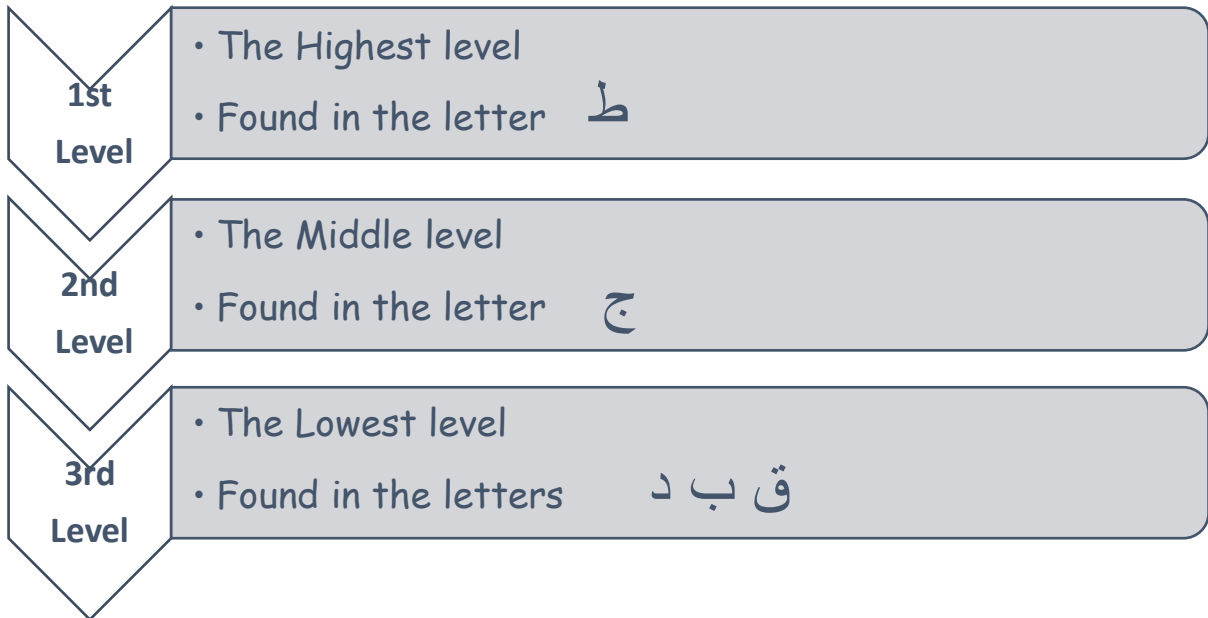 1st
Level
• The Highest level
• Found in the letter ط
2nd
Level
• The Middle level
• Found in the letter ج
3rd
Level
• The Lowest level
• Found in the letters ق ب د